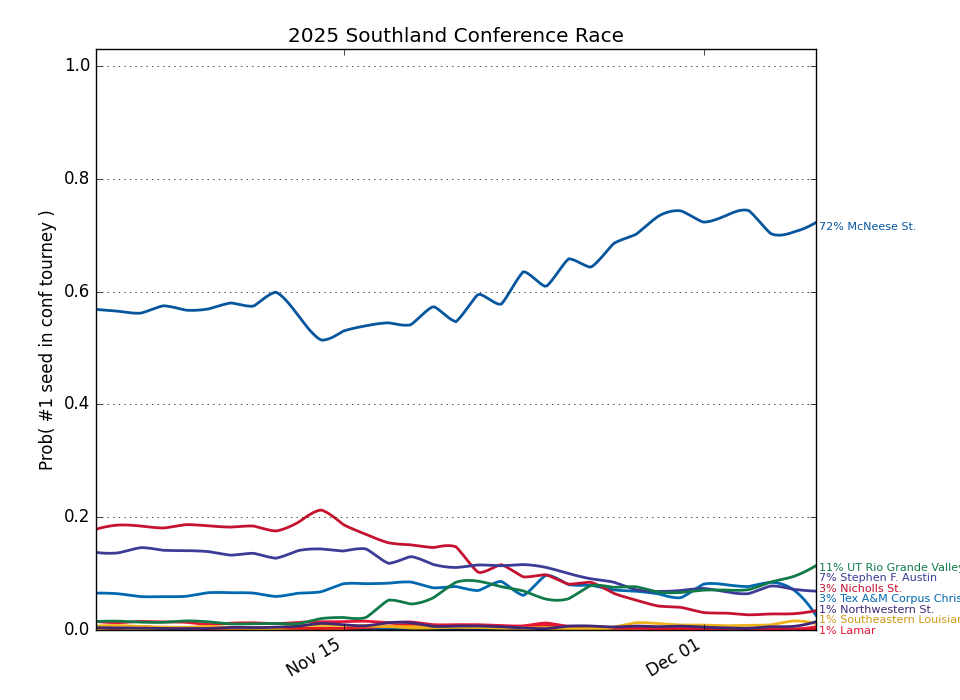 2025 Southland Conference Race
Prob( #1 seed in conf tourney )
1.0
0.8
0.6
0.4
0.2
0.0
Nov 15
Dec 01
72% McNeese St.
11% UT Rio Grande Valley
7% Stephen F. Austin
3% Nicholls St.
3% Tex A&M Corpus Chris
1% Northwestern St.
1% Southeastern Louisian
1% Lamar